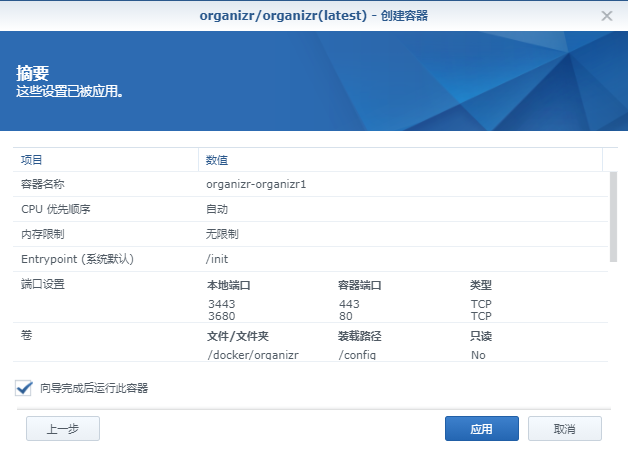 organizr/organizr(latest) - 创建容器
摘要
这些设置已被应用。
项目 数值
容器名称 organizr-organizr1
CPU 优先顺序 自动
内存限制 无限制
Entrypoint (系统默认) /init
端口设置 本地端口 容器端口 类型
3443 443 TCP
3680 80 TCP
卷 文件/文件夹 装载路径 只读
/docker/organizr /config No
向导完成后运行此容器
上一步 应用 取消